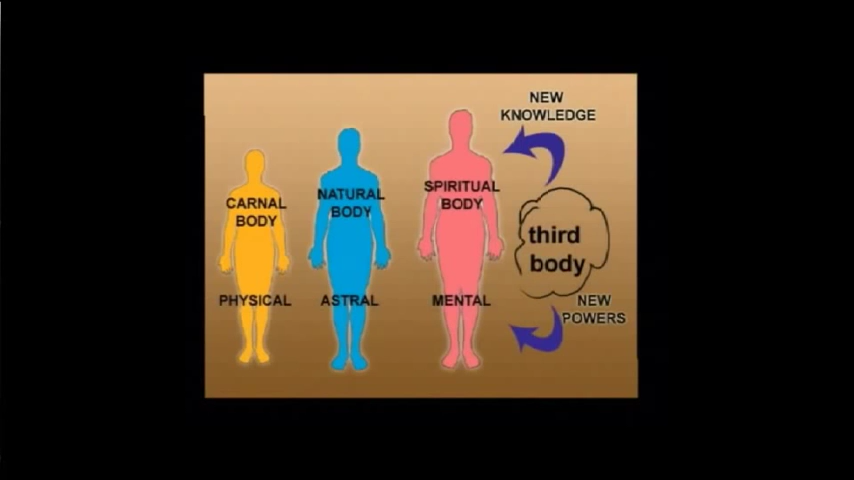 NEW
KNOWLEDGE
CARNAL
BODY
NATURAL
BODY
SPIRITUAL
BODY
third
body
PHYSICAL
ASTRAL
MENTAL
NEW
POWERS